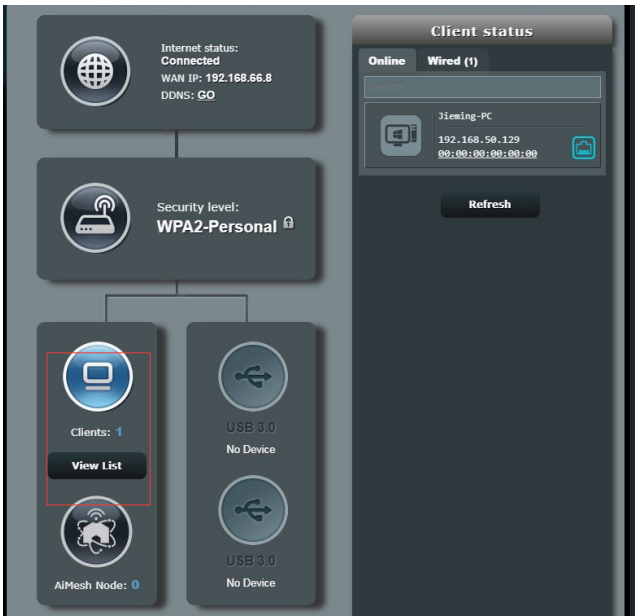 Internet status:
Connected
WAN IP: 192.168.66.8
DDNS: GO
Security level:
WPA2-Personal
Clients: 1
View List
AiMesh Node: 0
USB 3.0
No Device
USB 3.0
No Device
Client status
Online Wired (1)
Search
Jieming-PC
192.168.50.129
00:00:00:00:00:00
Refresh